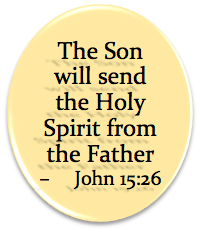 The Son
will send
the Holy
Spirit from
the Father
– John 15:26